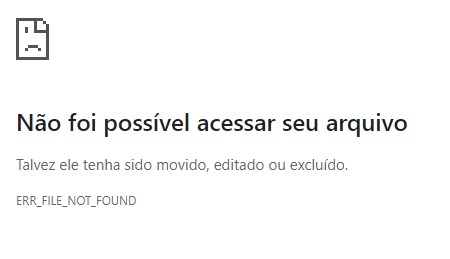 Não foi possível acessar seu arquivo
Talvez ele tenha sido movido, editado ou excluído.
ERR_FILE_NOT_FOUND